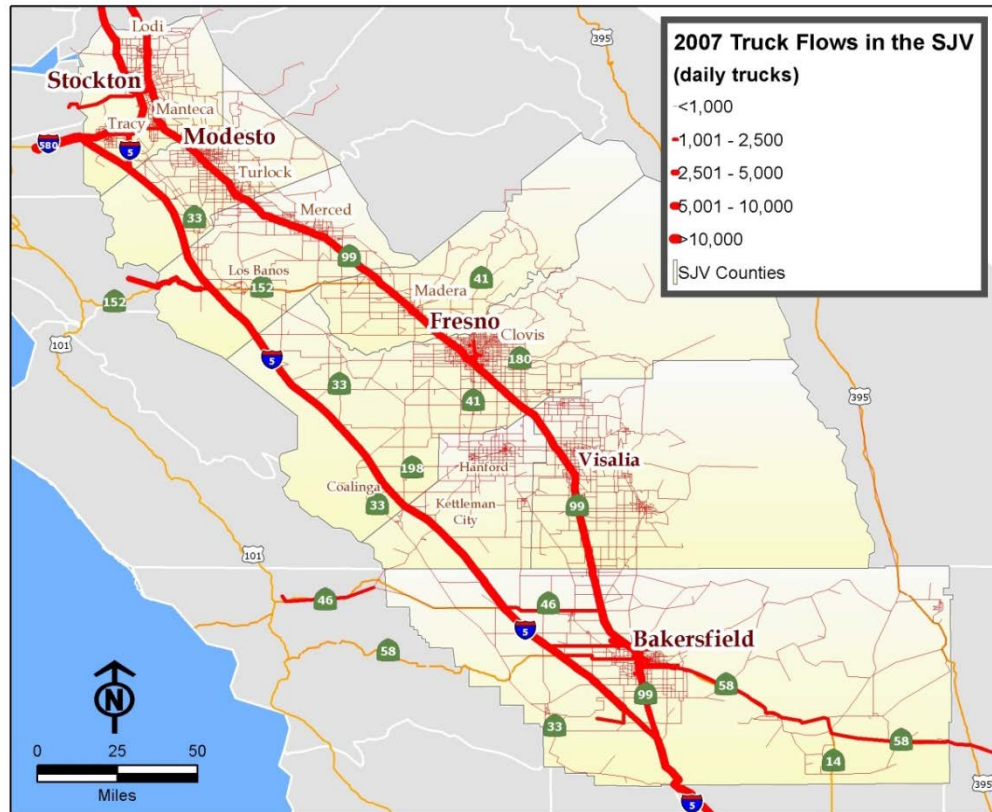 2007 Truck Flows in the SJV
(daily trucks)
<1,000
1,001 - 2,500
2,501 - 5,000
5,001 - 10,000
>10,000
SJV Counties
395
Lodi
Stockton
Manteca
Tracy
580
5
Modesto
Turlock
33
Merced
99
41
Los Banos
152
152
Madera
101
Fresno
Clovis
180
5
33
41
395
Visalia
Hanford
198
Coalinga
33
Kettleman
City
99
101
46
46
5
Bakersfield
58
58
99
33
58
14
395
5
N
0 25 50
Miles